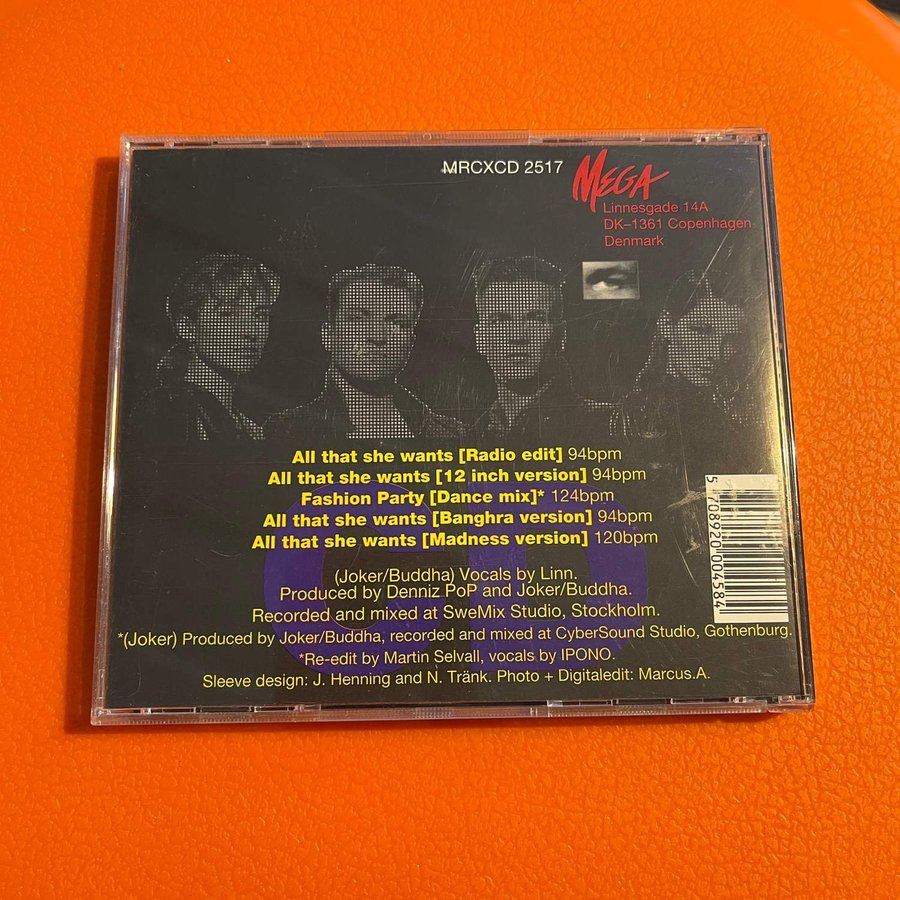 MRCXCD 2517
MEGA
Linnesgade 14A
DK–1361 Copenhagen
Denmark
All that she wants [Radio edit] 94bpm
All that she wants [12 inch version] 94bpm
Fashion Party [Dance mix]* 124bpm
All that she wants [Banghra version] 94bpm
All that she wants [Madness version] 120bpm
CD
(Joker/Buddha) Vocals by Linn.
Produced by Denniz PoP and Joker/Buddha.
Recorded and mixed at SweMix Studio, Stockholm.
*(Joker) Produced by Joker/Buddha, recorded and mixed at CyberSound Studio, Gothenburg.
*Re-edit by Martin Selvall, vocals by IPONO.
Sleeve design: J. Henning and N. Tränk. Photo + Digitaledit: Marcus.A.
5 708920 004584